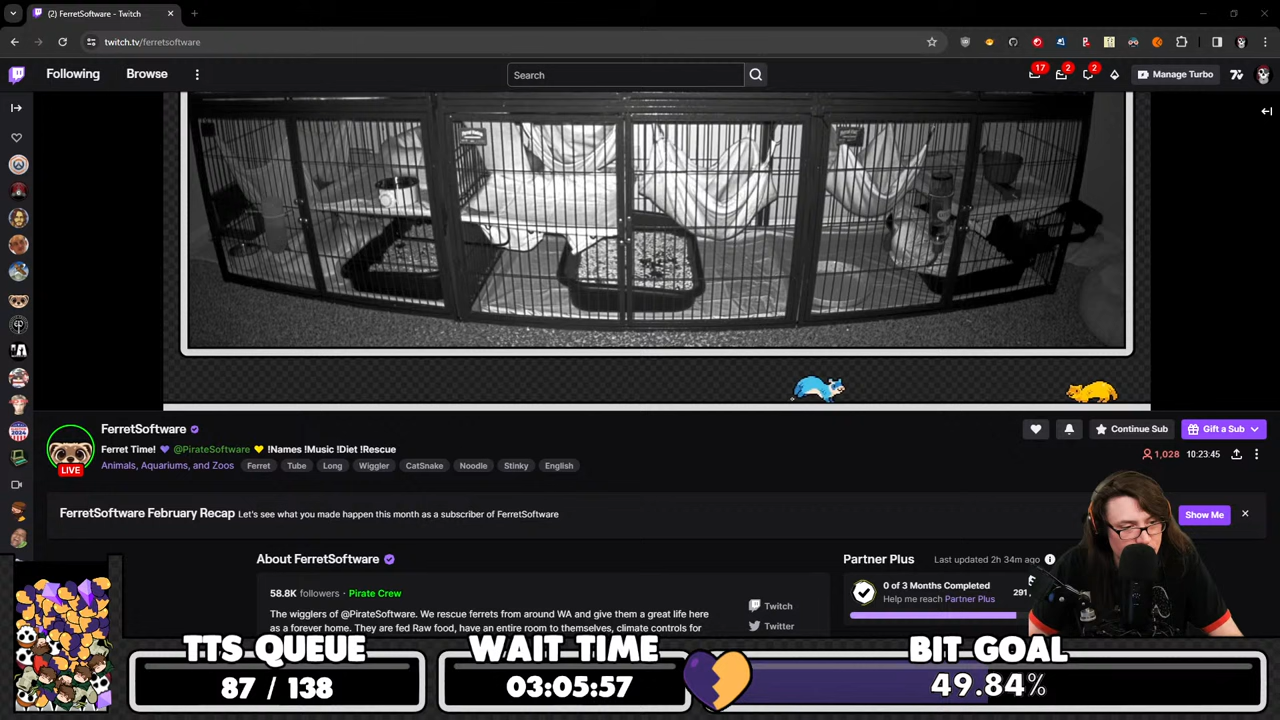 (2) FerretSoftware - Twitch
twitch.tv/ferretsoftware
Following
Browse
Search
17
2
2
Manage Turbo
FerretSoftware
Ferret Time! 💜 @PirateSoftware 💛 !Names !Music !Diet !Rescue
Animals, Aquariums, and Zoos
Ferret
Tube
Long
Wiggler
CatSnake
Noodle
Stinky
English
LIVE
Continue Sub
Gift a Sub
1,028
10:23:45
FerretSoftware February Recap Let's see what you made happen this month as a subscriber of FerretSoftware
Show Me
About FerretSoftware
58.8K followers • Pirate Crew
The wigglers of @PirateSoftware. We rescue ferrets from around WA and give them a great life here
as a forever home. They are fed Raw food, have an entire room to themselves, climate controls for
Twitch
Twitter
Partner Plus
Last updated 2h 34m ago
0 of 3 Months Completed
Help me reach Partner Plus
291
TTS QUEUE
87 / 138
WAIT TIME
03:05:57
BIT GOAL
49.84%